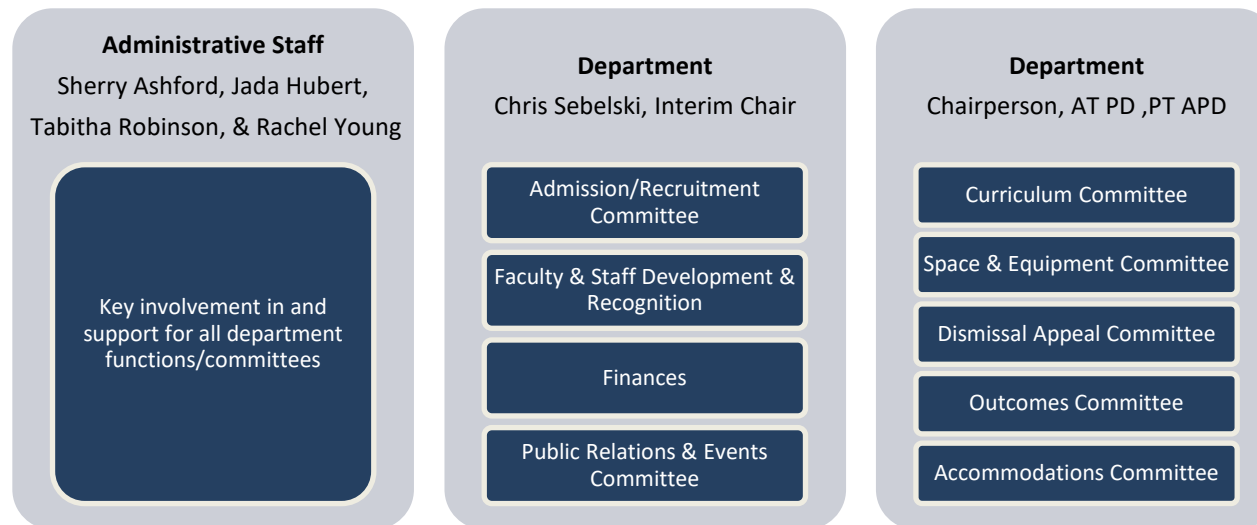 Administrative Staff
Sherry Ashford, Jada Hubert,
Tabitha Robinson, & Rachel Young
Key involvement in and
support for all department
functions/committees
Department
Chris Sebelski, Interim Chair
Admission/Recruitment
Committee
Faculty & Staff Development &
Recognition
Finances
Public Relations & Events
Committee
Department
Chairperson, AT PD ,PT APD
Curriculum Committee
Space & Equipment Committee
Dismissal Appeal Committee
Outcomes Committee
Accommodations Committee